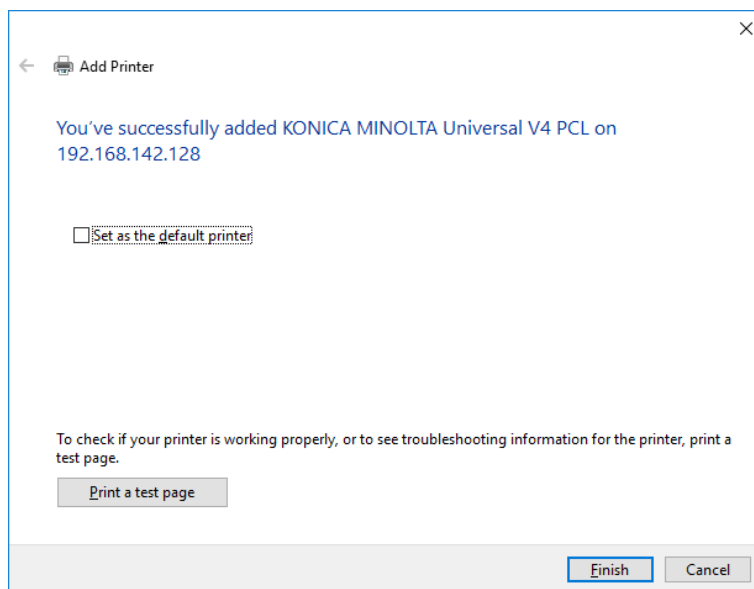 Add Printer
You've successfully added KONICA MINOLTA Universal V4 PCL on
192.168.142.128
Set as the default printer
To check if your printer is working properly, or to see troubleshooting information for the printer, print a
test page.
Print a test page
Finish
Cancel